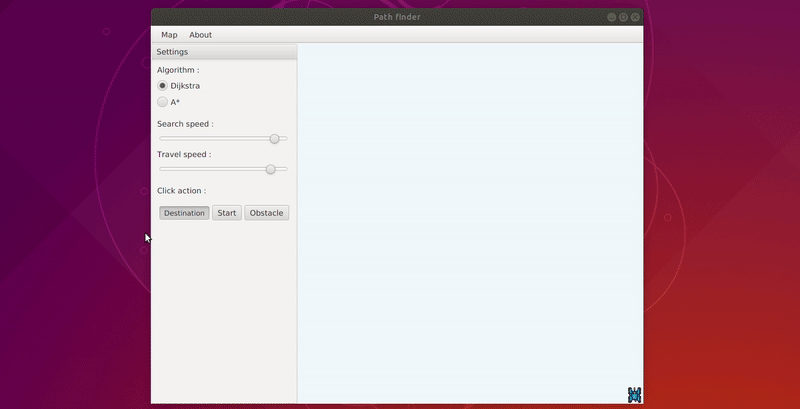 Path finder
Map About
Settings
Algorithm :
Dijkstra
A*
Search speed :
Travel speed :
Click action :
Destination Start Obstacle